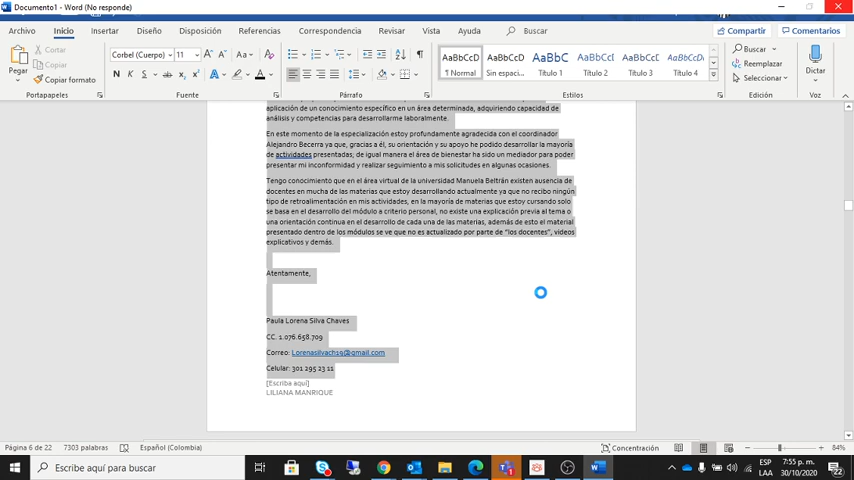 Documento1 - Word (No responde)
Archivo Inicio Insertar Diseño Disposición Referencias Correspondencia Revisar Vista Ayuda Buscar Compartir Comentarios
Pegar
Cortar
Copiar
Copiar formato
Portapapeles
Corbel (Cuerpo) 11
Fuente
Párrafo
AaBbCcD AaBbCcD AaBbC AaBbCcD AaBbCcD AaBbCcD
1 Normal Sin espaci... Título 1 Título 2 Título 3 Título 4
Estilos
Buscar
Reemplazar
Seleccionar
Edición
Dictar
Voz
aplicación de un conocimiento específico en un área determinada, adquiriendo capacidad de
análisis y competencias para desarrollarme laboralmente.
En este momento de la especialización estoy profundamente agradecida con el coordinador
Alejandro Becerra ya que, gracias a él, su orientación y su apoyo he podido desarrollar la mayoría
de actividades presentadas; de igual manera el área de bienestar ha sido un mediador para poder
presentar mi inconformidad y realizar seguimiento a mis solicitudes en algunas ocasiones.
Tengo conocimiento que en el área virtual de la universidad Manuela Beltrán existen ausencia de
docentes en mucha de las materias que estoy desarrollando actualmente ya que no recibo ningún
tipo de retroalimentación en mis actividades, en la mayoría de materias que estoy cursando solo
se basa en el desarrollo del módulo a criterio personal, no existe una explicación previa al tema o
una orientación continua en el desarrollo de cada una de las materias, además de esto el material
presentado dentro de los módulos se ve que no es actualizado por parte de “los docentes”, videos
explicativos y demás.
Atentamente,
Paula Lorena Silva Chaves
CC. 1.076.658.709
Correo: Lorenasilvach19@gmail.com
Celular: 301 295 23 11
[Escriba aquí]
LILIANA MANRIQUE
Página 6 de 22 7303 palabras Español (Colombia) Concentración 84%
Escribe aquí para buscar
ESP
LAA
7:55 p. m.
30/10/2020
22